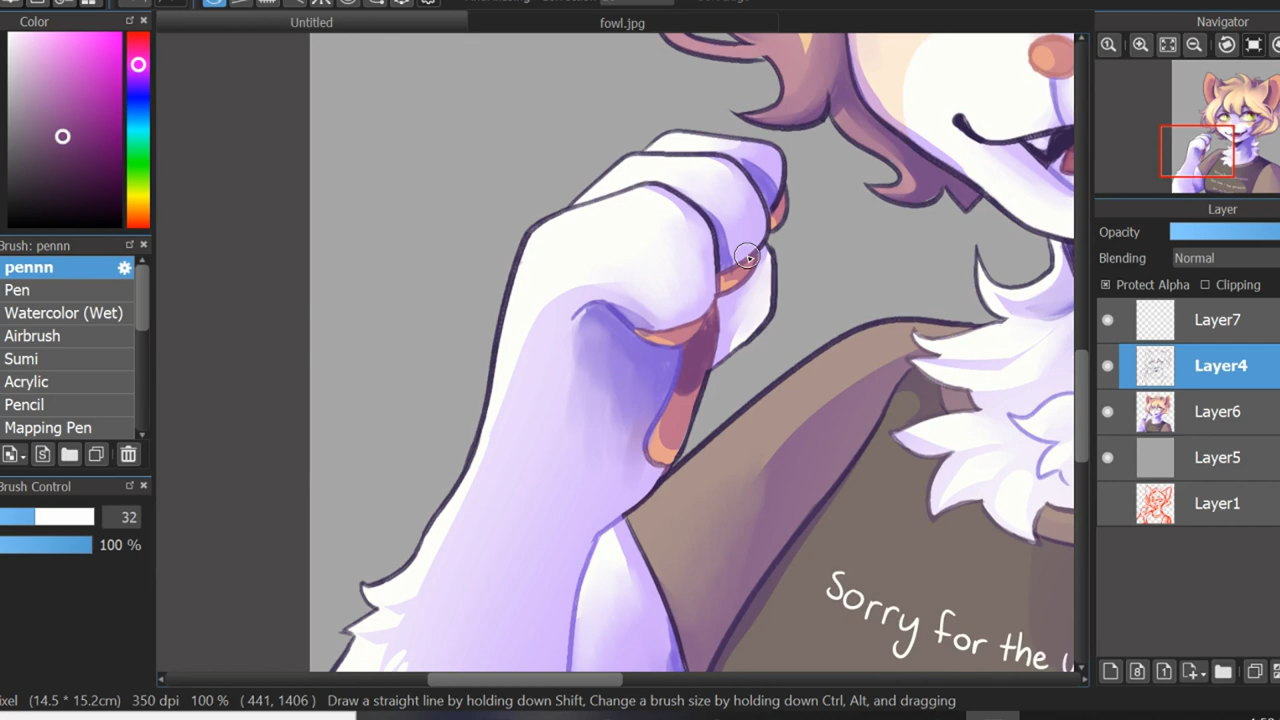 Untitled
fowl.jpg
Color
Navigator
Brush: pennn
pennn
Pen
Watercolor (Wet)
Airbrush
Sumi
Acrylic
Pencil
Mapping Pen
Brush Control
32
100 %
Layer
Opacity
Blending
Normal
Protect Alpha
Clipping
Layer7
Layer4
Layer6
Layer5
Layer1
Sorry for the
8
1
ixel (14.5 * 15.2cm) 350 dpi 100 % ( 441, 1406 ) Draw a straight line by holding down Shift, Change a brush size by holding down Ctrl, Alt, and dragging